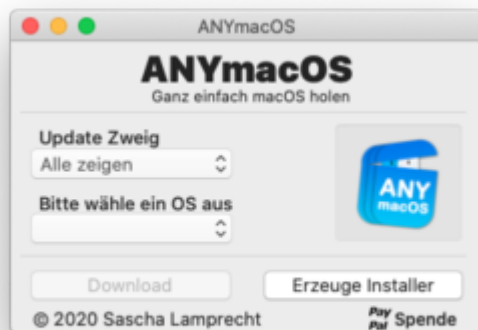 ANYmacOS
ANYmacOS
Ganz einfach macOS holen
Update Zweig
Alle zeigen
ANY
macOS
Bitte wähle ein OS aus
Download
Erzeuge Installer
© 2020 Sascha Lamprecht
Pay
Pal
Spende